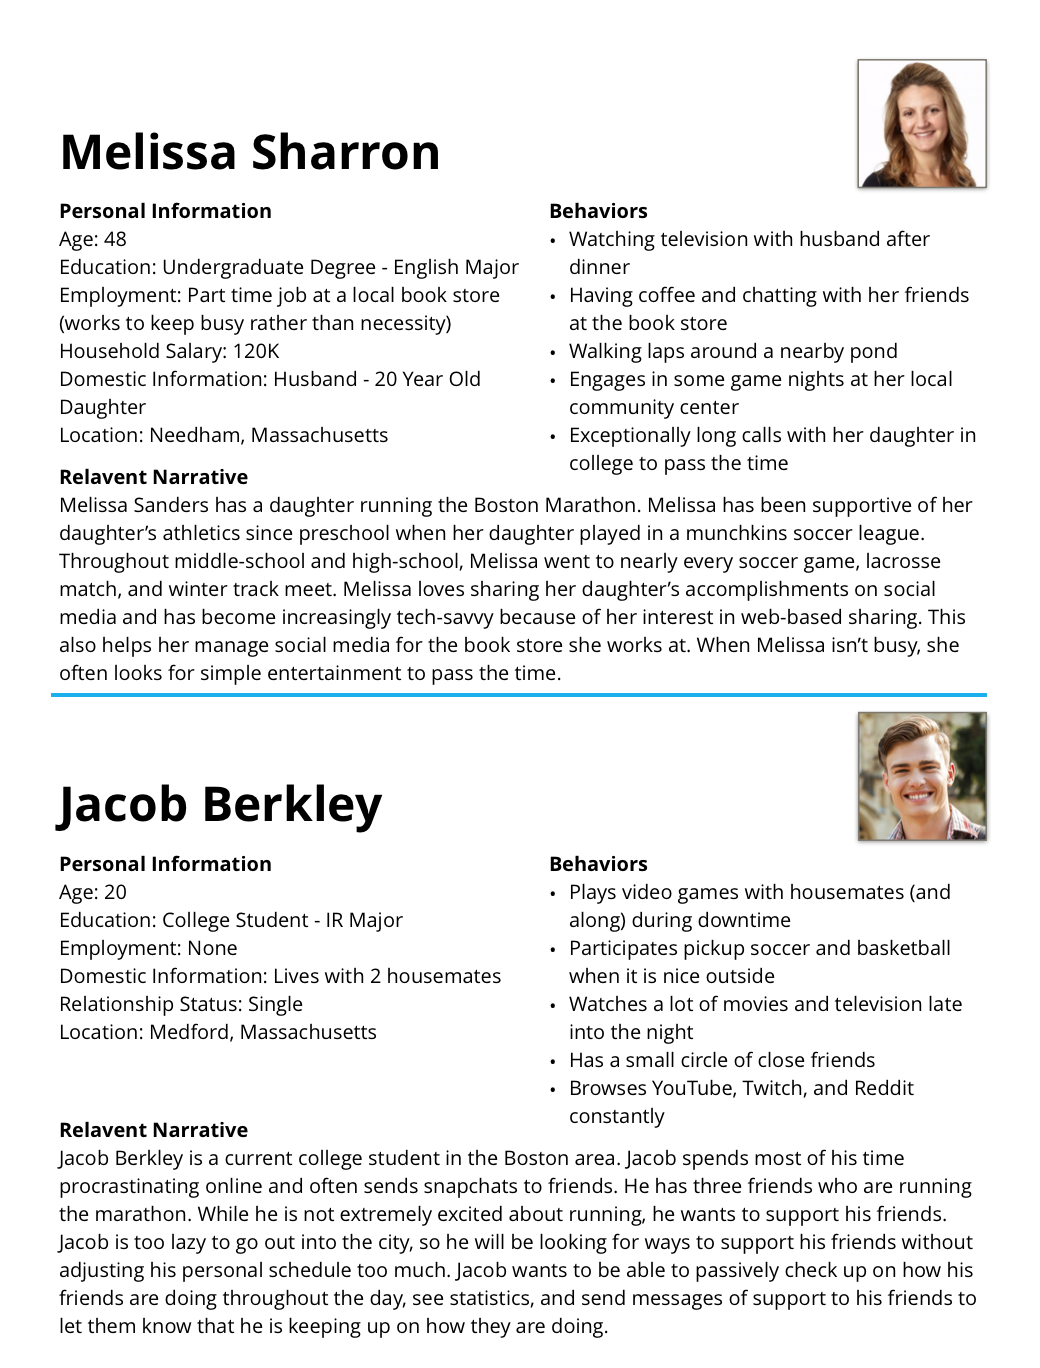 Melissa Sharron
Personal Information
Age: 48
Education: Undergraduate Degree - English Major
Employment: Part time job at a local book store
(works to keep busy rather than necessity)
Household Salary: 120K
Domestic Information: Husband - 20 Year Old
Daughter
Location: Needham, Massachusetts
Behaviors
• Watching television with husband after
dinner
• Having coffee and chatting with her friends
at the book store
• Walking laps around a nearby pond
• Engages in some game nights at her local
community center
• Exceptionally long calls with her daughter in
college to pass the time
Relavent Narrative
Melissa Sanders has a daughter running the Boston Marathon. Melissa has been supportive of her
daughter’s athletics since preschool when her daughter played in a munchkins soccer league.
Throughout middle-school and high-school, Melissa went to nearly every soccer game, lacrosse
match, and winter track meet. Melissa loves sharing her daughter’s accomplishments on social
media and has become increasingly tech-savvy because of her interest in web-based sharing. This
also helps her manage social media for the book store she works at. When Melissa isn’t busy, she
often looks for simple entertainment to pass the time.
Jacob Berkley
Personal Information
Age: 20
Education: College Student - IR Major
Employment: None
Domestic Information: Lives with 2 housemates
Relationship Status: Single
Location: Medford, Massachusetts
Behaviors
• Plays video games with housemates (and
along) during downtime
• Participates pickup soccer and basketball
when it is nice outside
• Watches a lot of movies and television late
into the night
• Has a small circle of close friends
• Browses YouTube, Twitch, and Reddit
constantly
Relavent Narrative
Jacob Berkley is a current college student in the Boston area. Jacob spends most of his time
procrastinating online and often sends snapchats to friends. He has three friends who are running
the marathon. While he is not extremely excited about running, he wants to support his friends.
Jacob is too lazy to go out into the city, so he will be looking for ways to support his friends without
adjusting his personal schedule too much. Jacob wants to be able to passively check up on how his
friends are doing throughout the day, see statistics, and send messages of support to his friends to
let them know that he is keeping up on how they are doing.